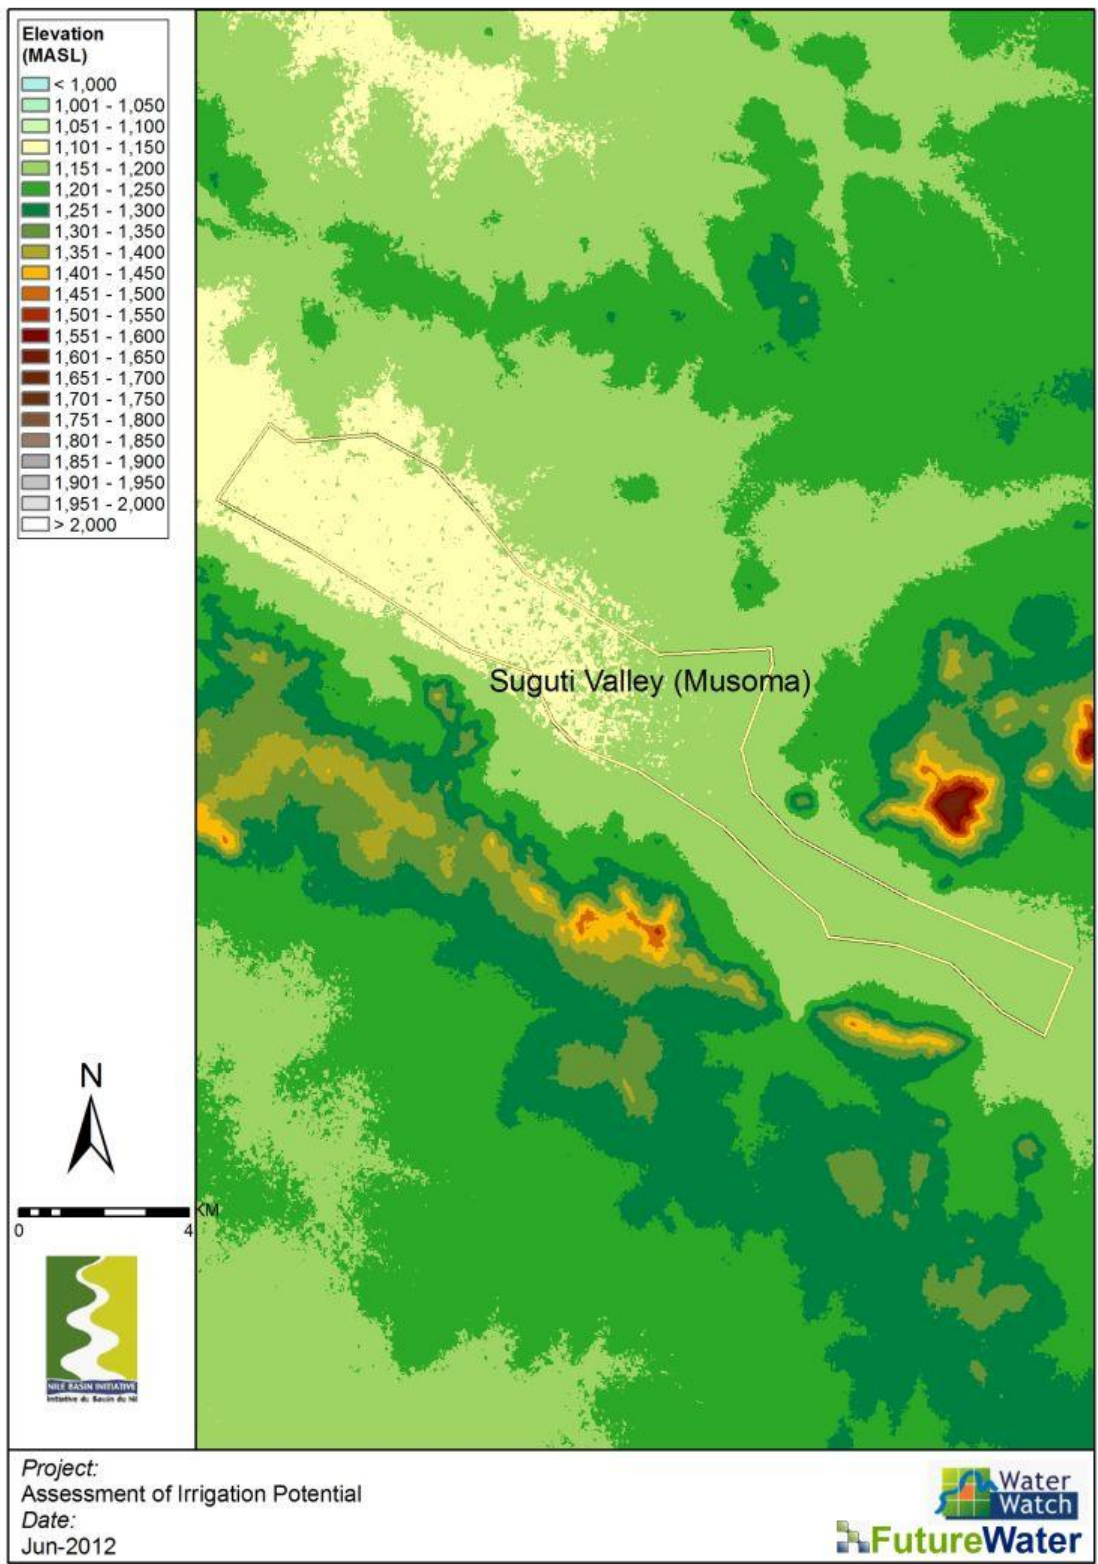 Elevation
(MASL)
< 1,000
1,001 - 1,050
1,051 - 1,100
1,101 - 1,150
1,151 - 1,200
1,201 - 1,250
1,251 - 1,300
1,301 - 1,350
1,351 - 1,400
1,401 - 1,450
1,451 - 1,500
1,501 - 1,550
1,551 - 1,600
1,601 - 1,650
1,651 - 1,700
1,701 - 1,750
1,751 - 1,800
1,801 - 1,850
1,851 - 1,900
1,901 - 1,950
1,951 - 2,000
> 2,000
Suguti Valley (Musoma)
N
KM
0 4
NILE BASIN INITIATIVE
Initiative du Bassin du Nil
Project:
Assessment of Irrigation Potential
Date:
Jun-2012
Water
Watch
FutureWater